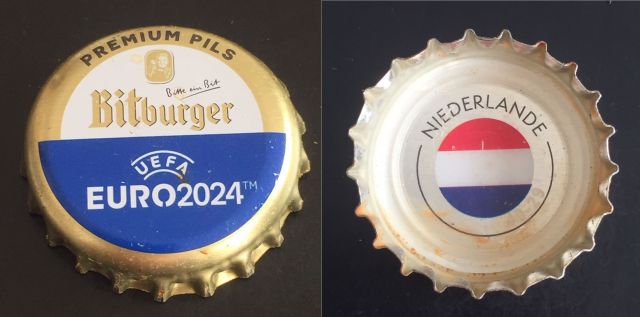 PREMIUM PILS
Bitte ein Bit
Bitburger
UEFA
EURO2024™
NIEDERLANDE